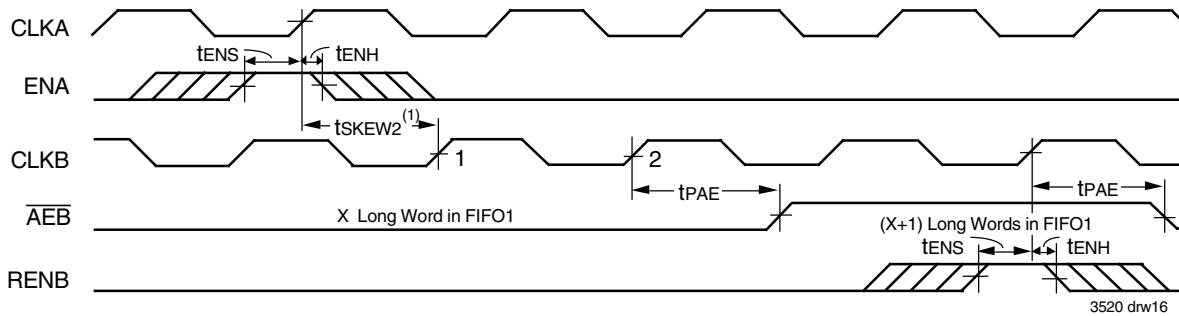 CLKA
tENS
tENH
ENA
tSKEW2(1)
CLKB
1
2
tPAE
tPAE
AEB
X Long Word in FIFO1
(X+1) Long Words in FIFO1
tENS
tENH
RENB
3520 drw16